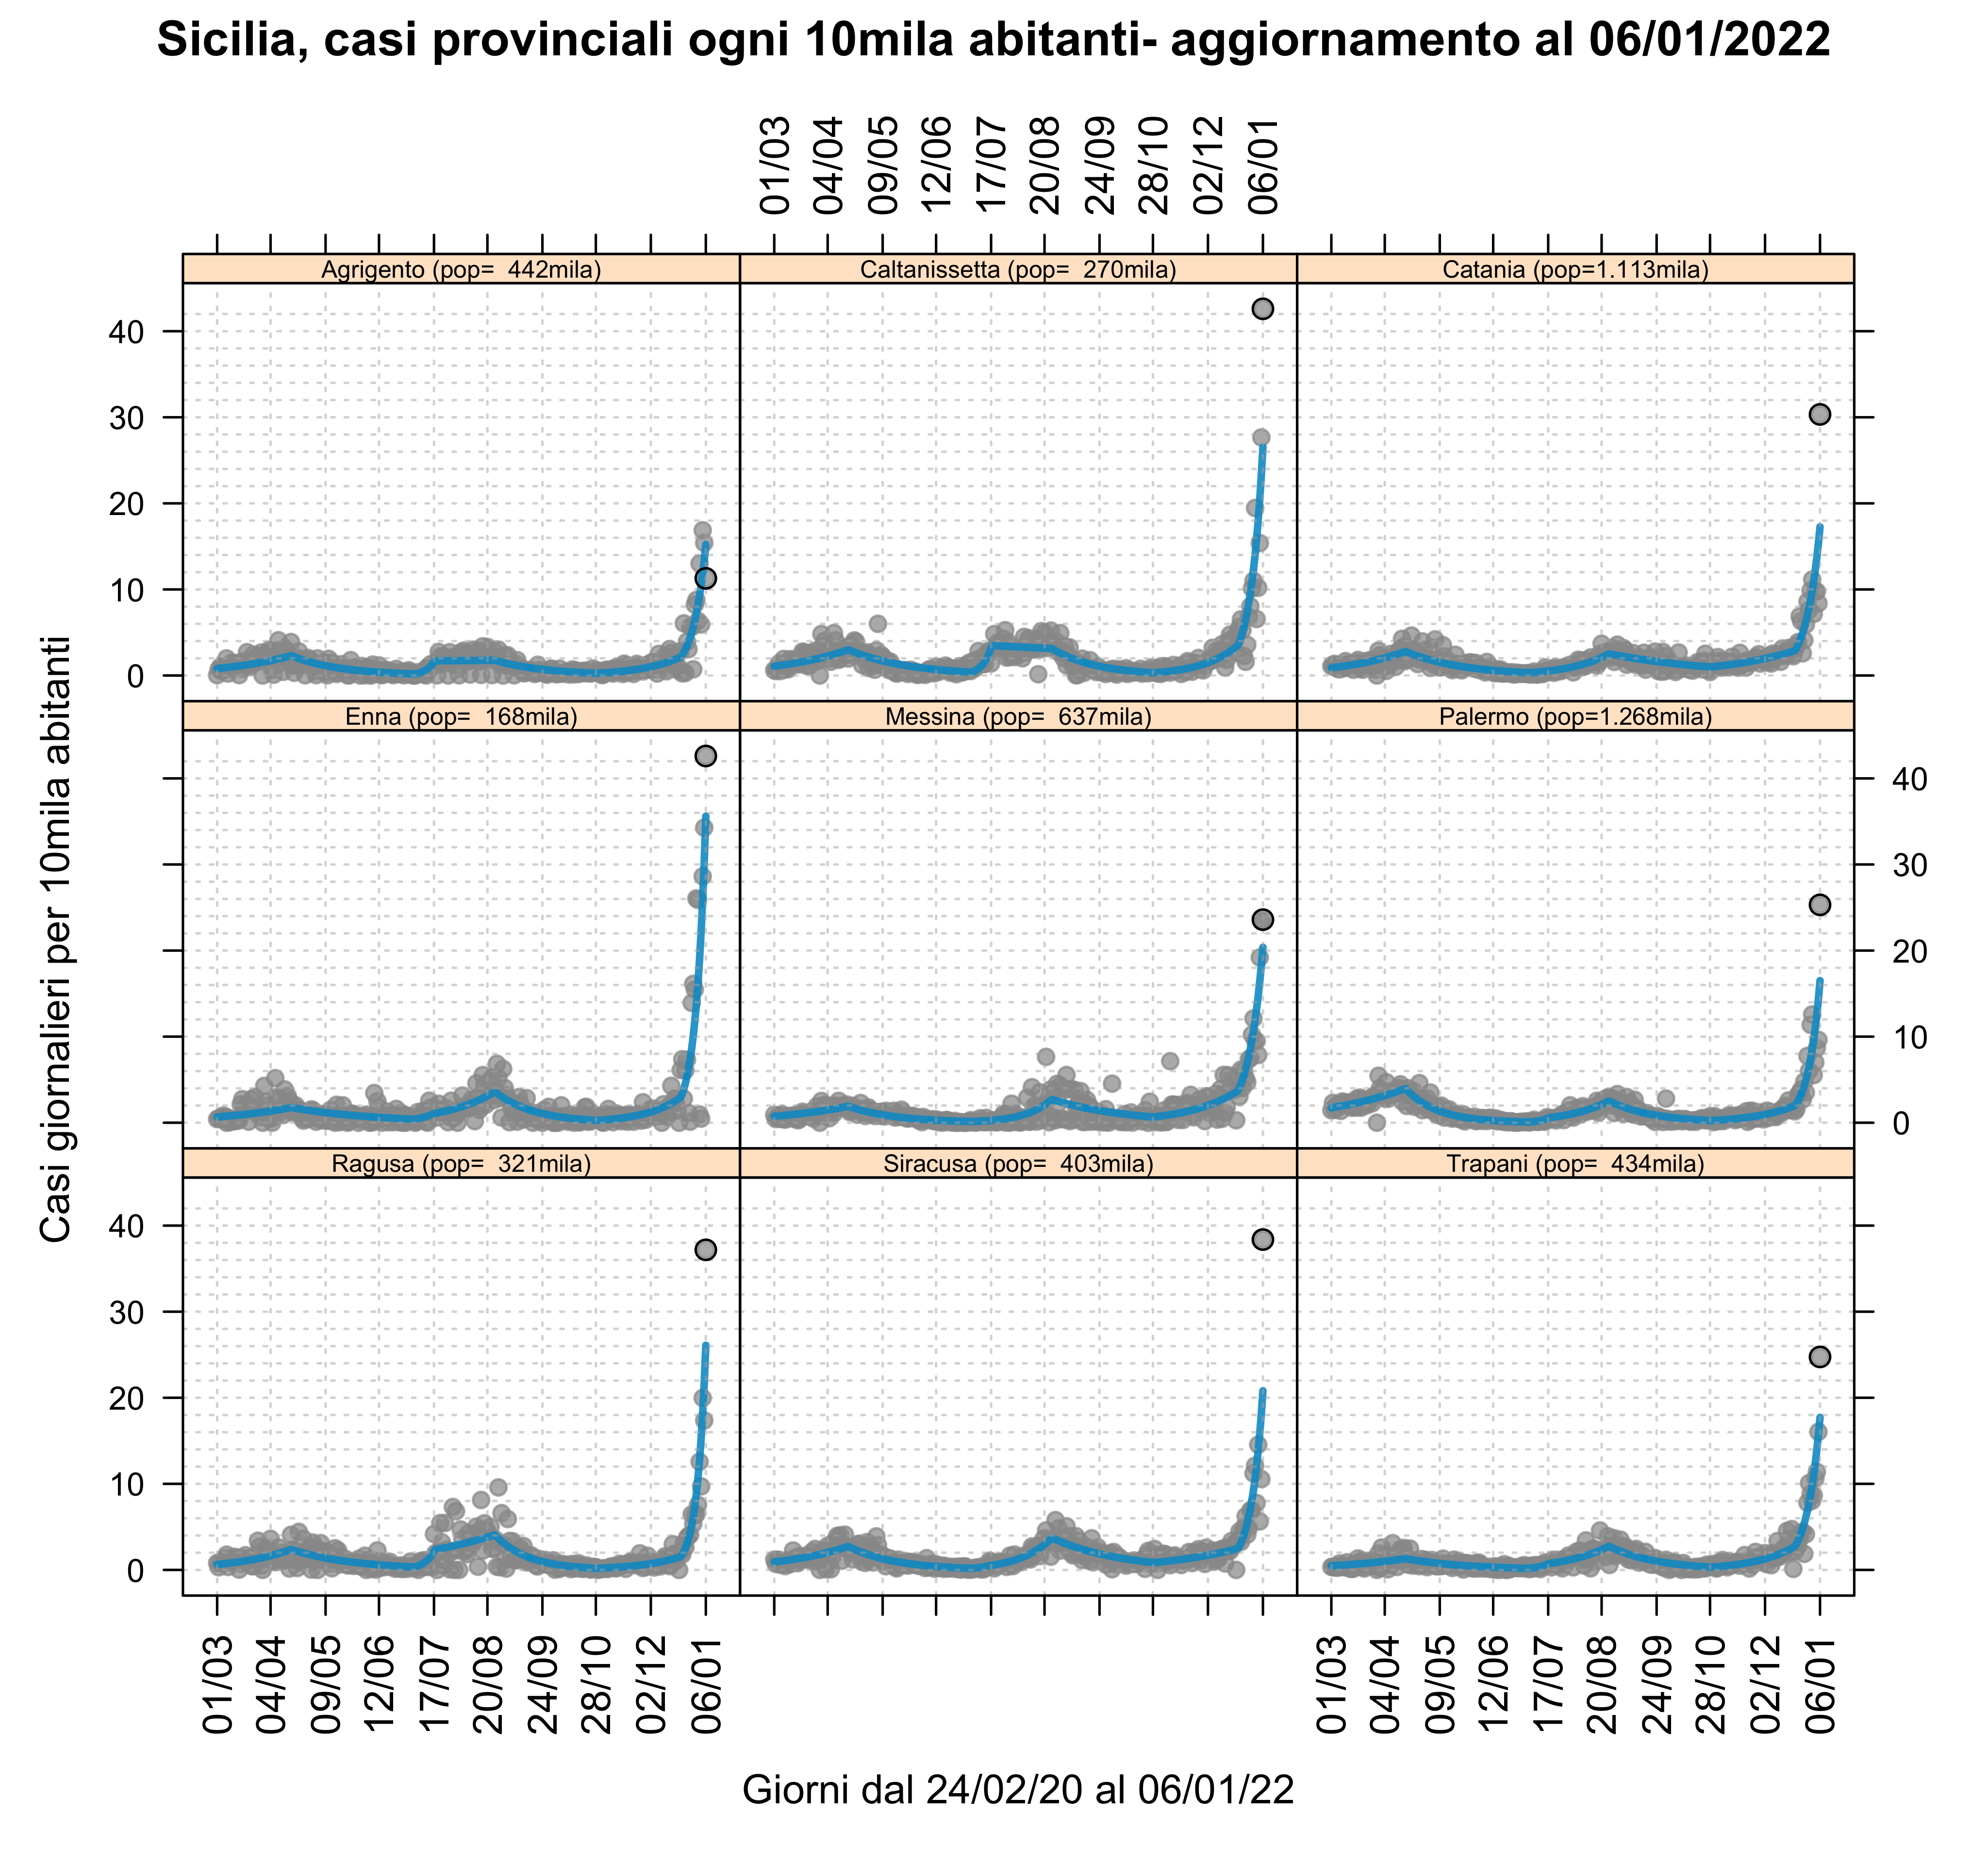 Sicilia, casi provinciali ogni 10mila abitanti- aggiornamento al 06/01/2022
01/03 04/04 09/05 12/06 17/07 20/08 24/09 28/10 02/12 06/01
Agrigento (pop=  442mila)
Caltanissetta (pop=  270mila)
Catania (pop=1.113mila)
40
30
20
10
0
Enna (pop=  168mila)
Messina (pop=  637mila)
Palermo (pop=1.268mila)
40
30
20
10
0
Ragusa (pop=  321mila)
Siracusa (pop=  403mila)
Trapani (pop=  434mila)
40
30
20
10
0
Casi giornalieri per 10mila abitanti
01/03 04/04 09/05 12/06 17/07 20/08 24/09 28/10 02/12 06/01
01/03 04/04 09/05 12/06 17/07 20/08 24/09 28/10 02/12 06/01
Giorni dal 24/02/20 al 06/01/22